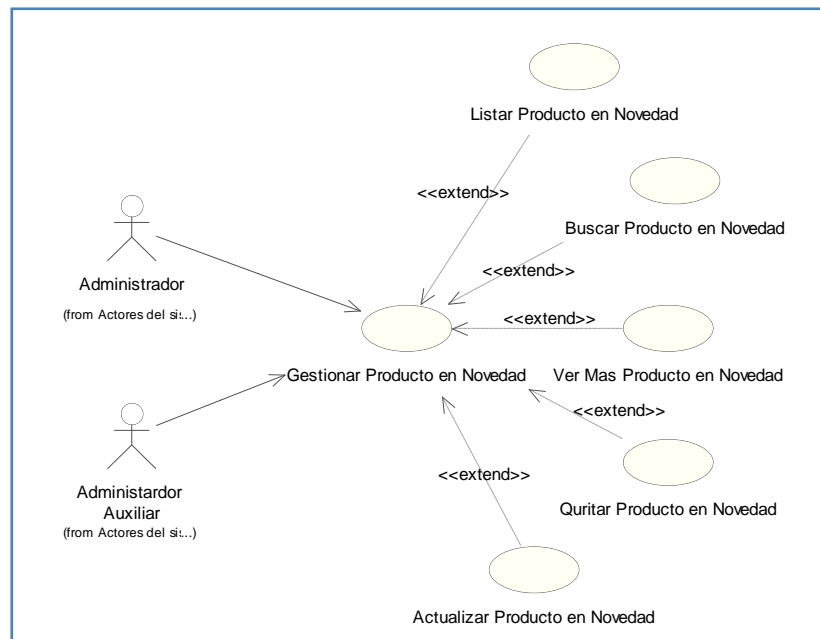 Listar Producto en Novedad
<<extend>>
Buscar Producto en Novedad
<<extend>>
Administrador
(from Actores del si:...)
<<extend>>
Gestionar Producto en Novedad
Ver Mas Producto en Novedad
<<extend>>
<<extend>>
Administardor
Auxiliar
(from Actores del si:...)
Quritar Producto en Novedad
Actualizar Producto en Novedad